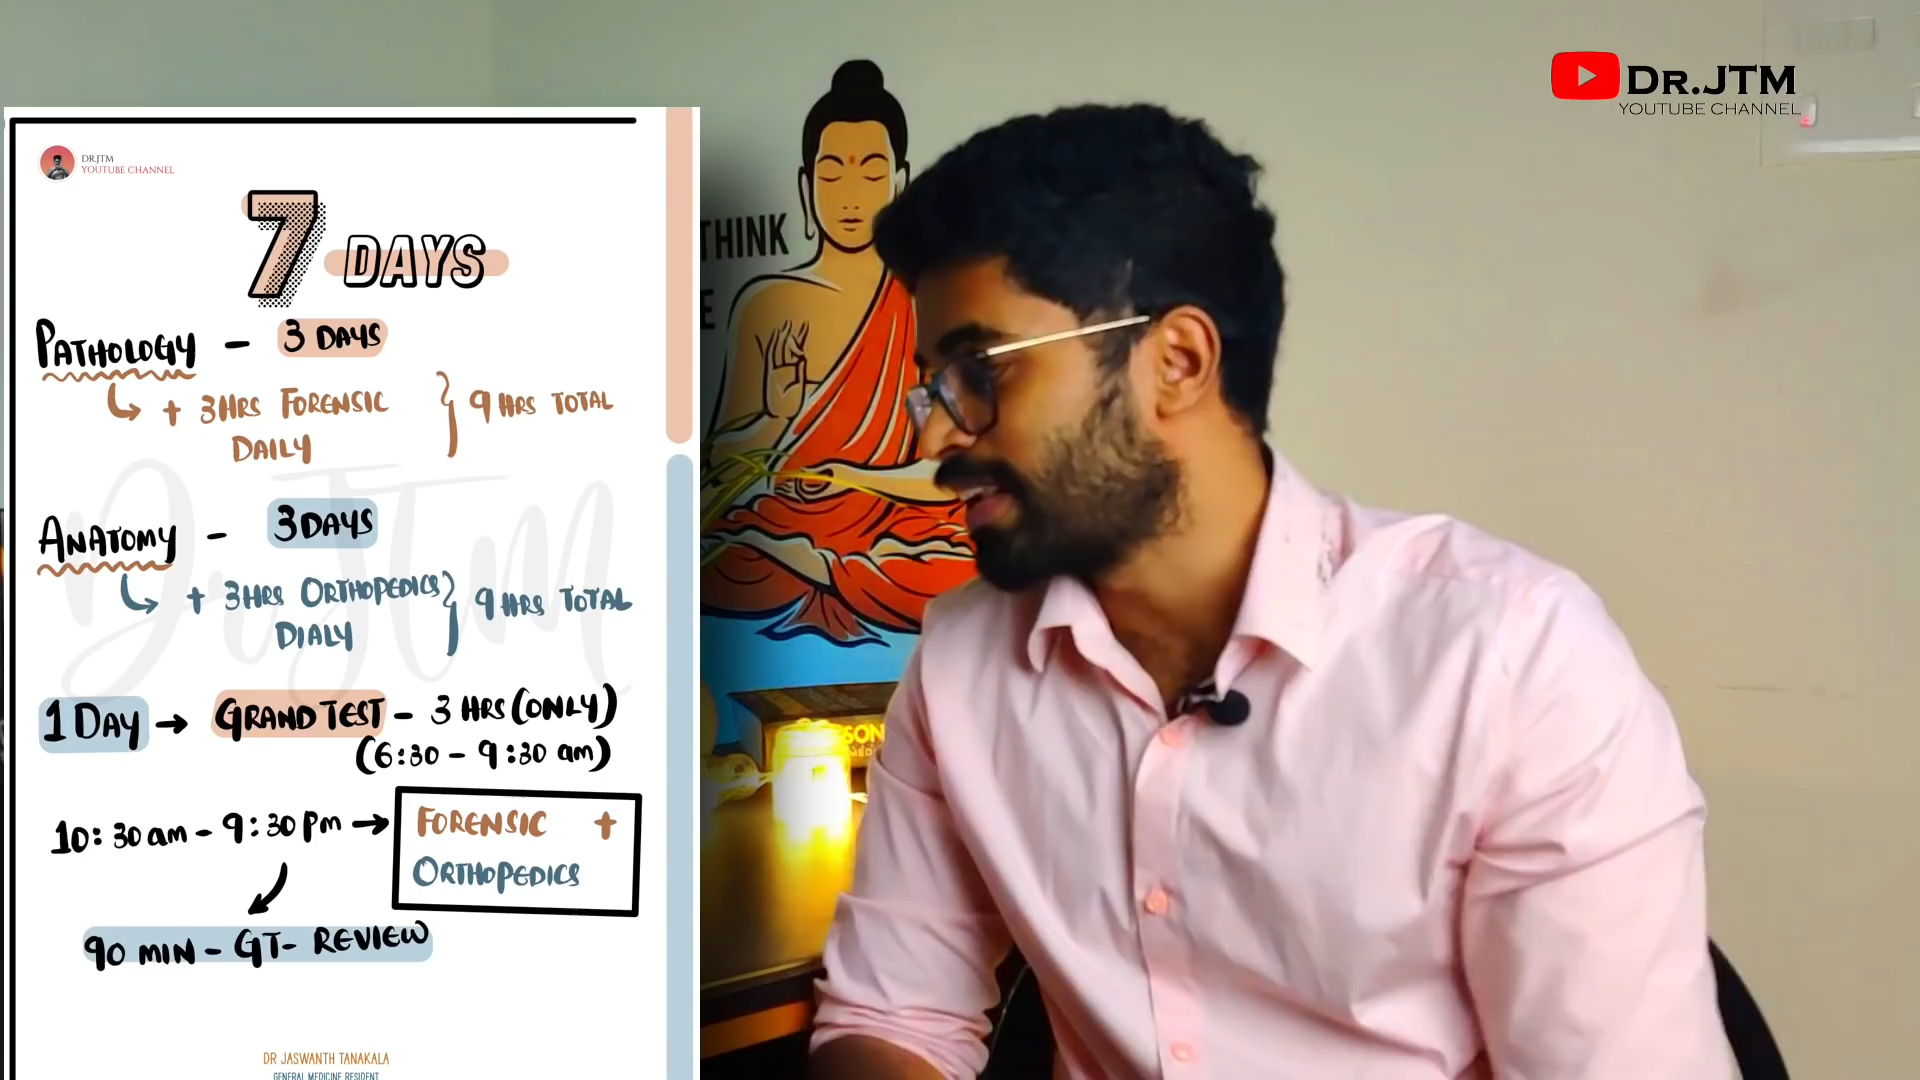 DR.JTM
YOUTUBE CHANNEL
7 DAYS
PATHOLOGY - 3 DAYS
+ 3HRS FORENSIC DAILY } 9 HRS TOTAL
ANATOMY - 3DAYS
+ 3HRS ORTHOPEDICS DIALY } 9 HRS TOTAL
1 DAY → GRAND TEST - 3 HRS (ONLY)
(6:30 - 9:30 am)
10:30 am - 9:30 pm → FORENSIC +
ORTHOPEDICS
90 MIN - GT - REVIEW
DR JASWANTH TANAKALA
GENERAL MEDICINE RESIDENT
DrJTM
THINK
DR.JTM
YOUTUBE CHANNEL